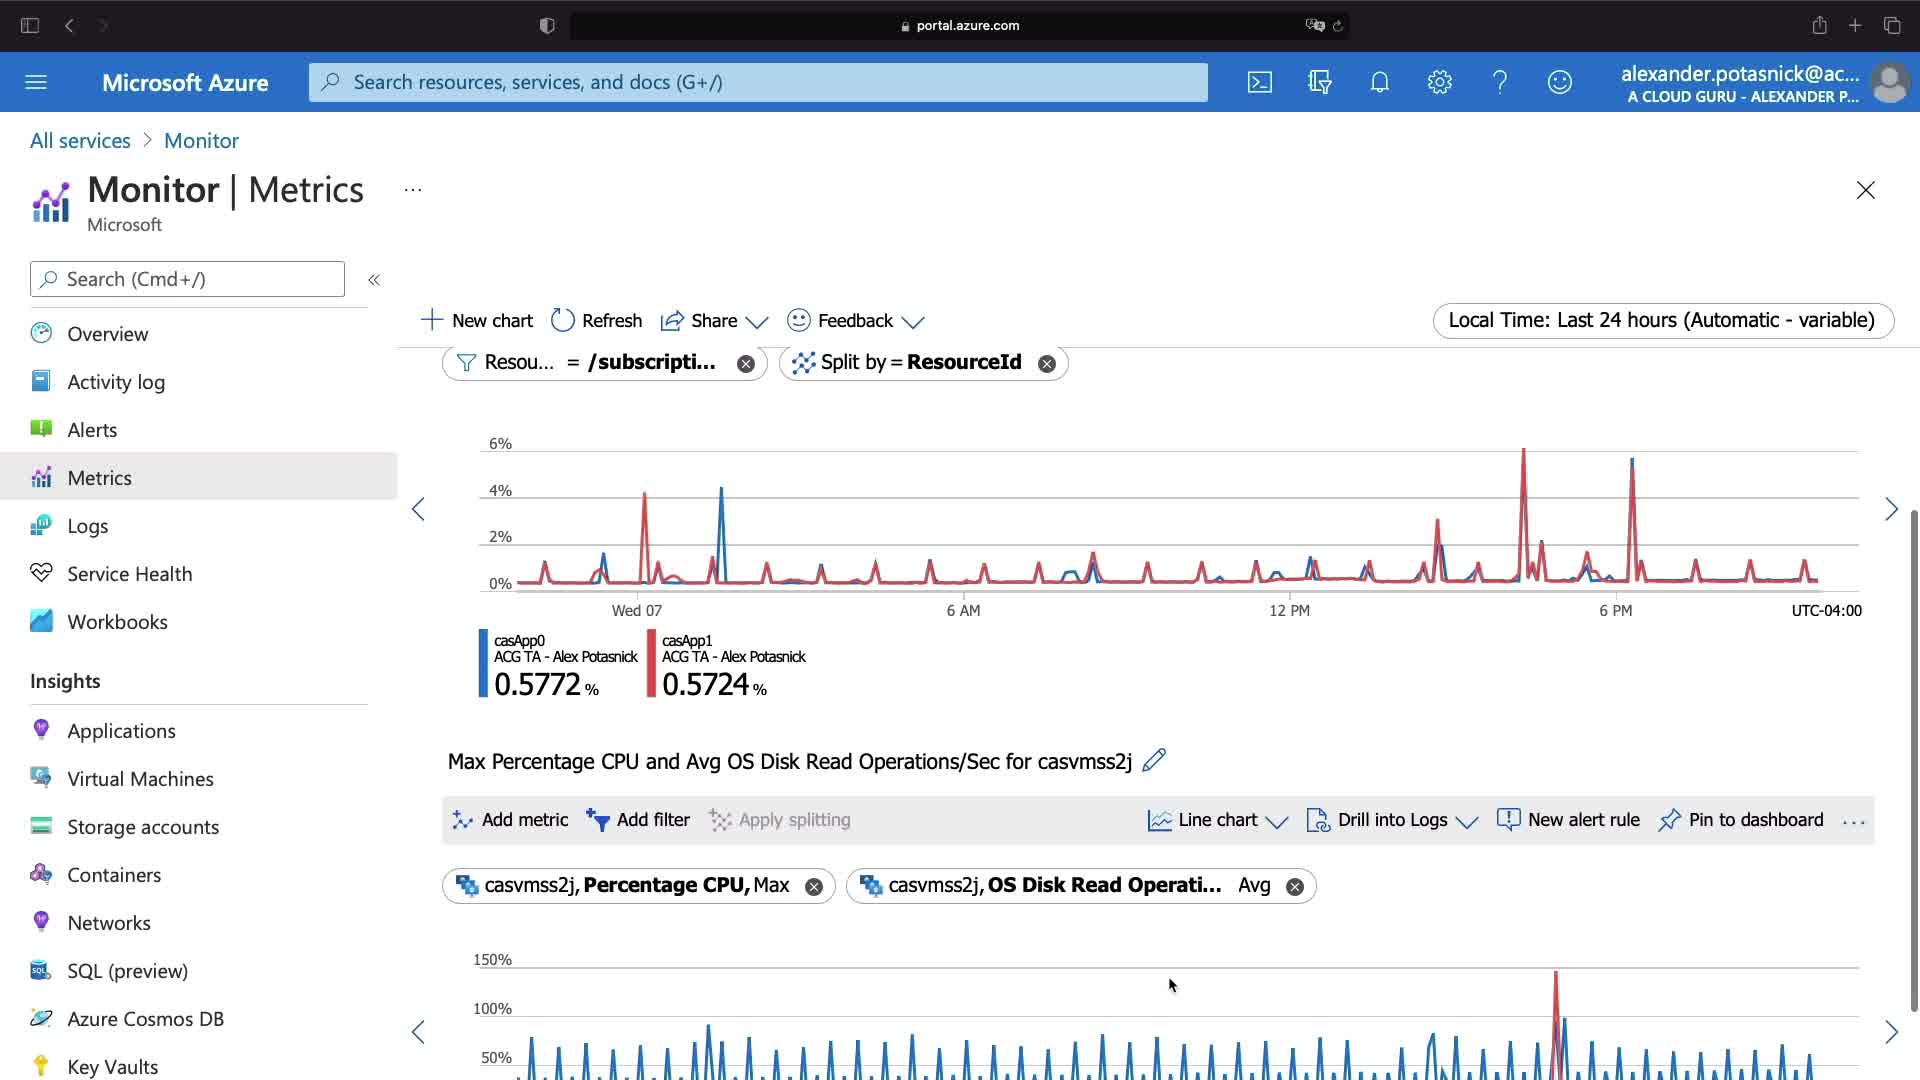 portal.azure.com
Microsoft Azure
Search resources, services, and docs (G+/)
alexander.potasnick@ac...
A CLOUD GURU - ALEXANDER P...
All services > Monitor
Monitor | Metrics ...
Microsoft
Search (Cmd+/) «
Overview
Activity log
Alerts
Metrics
Logs
Service Health
Workbooks
Insights
Applications
Virtual Machines
Storage accounts
Containers
Networks
SQL (preview)
Azure Cosmos DB
Key Vaults
New chart Refresh Share Feedback
Local Time: Last 24 hours (Automatic - variable)
Resou... = /subscripti... Split by = ResourceId
6%
4%
2%
0%
Wed 07 6 AM 12 PM 6 PM UTC-04:00
casApp0
ACG TA - Alex Potasnick
0.5772 %
casApp1
ACG TA - Alex Potasnick
0.5724 %
Max Percentage CPU and Avg OS Disk Read Operations/Sec for casvmss2j
Add metric Add filter Apply splitting Line chart Drill into Logs New alert rule Pin to dashboard ...
casvmss2j, Percentage CPU, Max casvmss2j, OS Disk Read Operati... Avg
150%
100%
50%